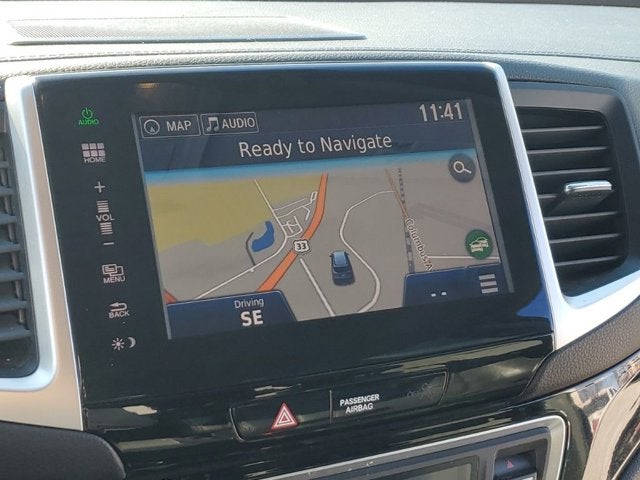 AUDIO
HOME
+
VOL
−
MENU
BACK
MAP
AUDIO
11:41
Ready to Navigate
33
Driving
SE
PASSENGER
AIRBAG